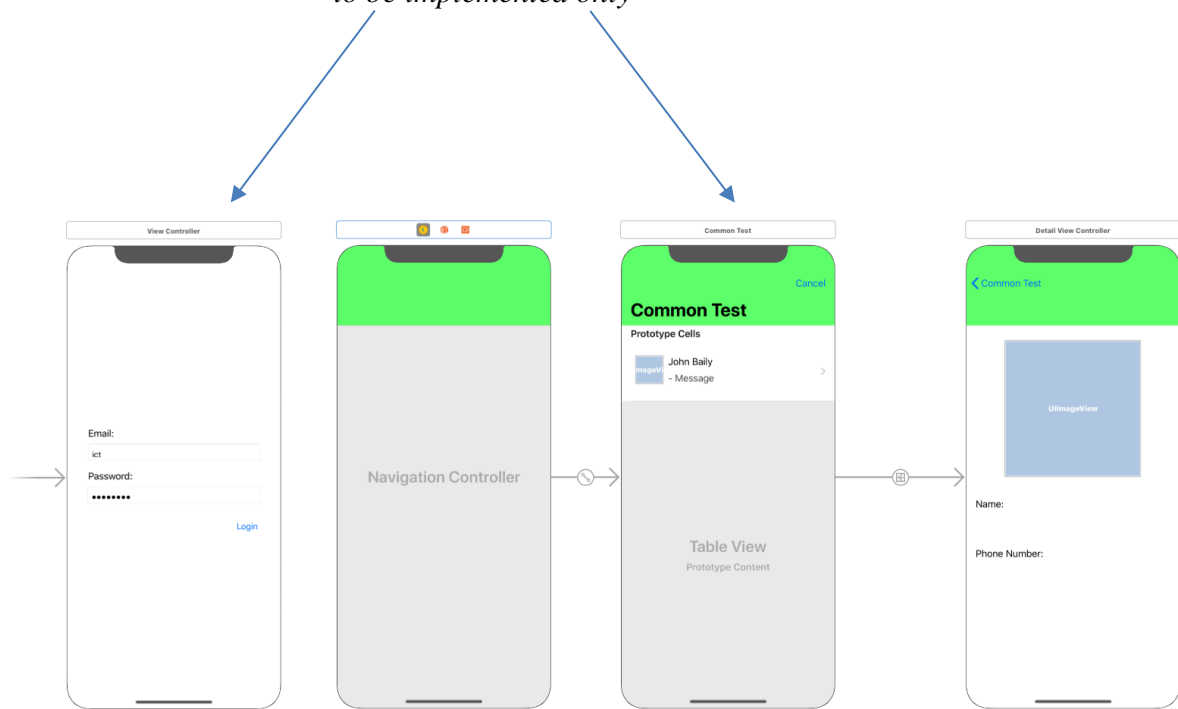 to be implemented only
View Controller
Common Test
Detail View Controller
Cancel
Common Test
Common Test
Prototype Cells
John Baily
- Message
UIImageView
Email:
ict
Navigation Controller
Password:
••••••••
Name:
Login
Table View
Phone Number:
Prototype Content